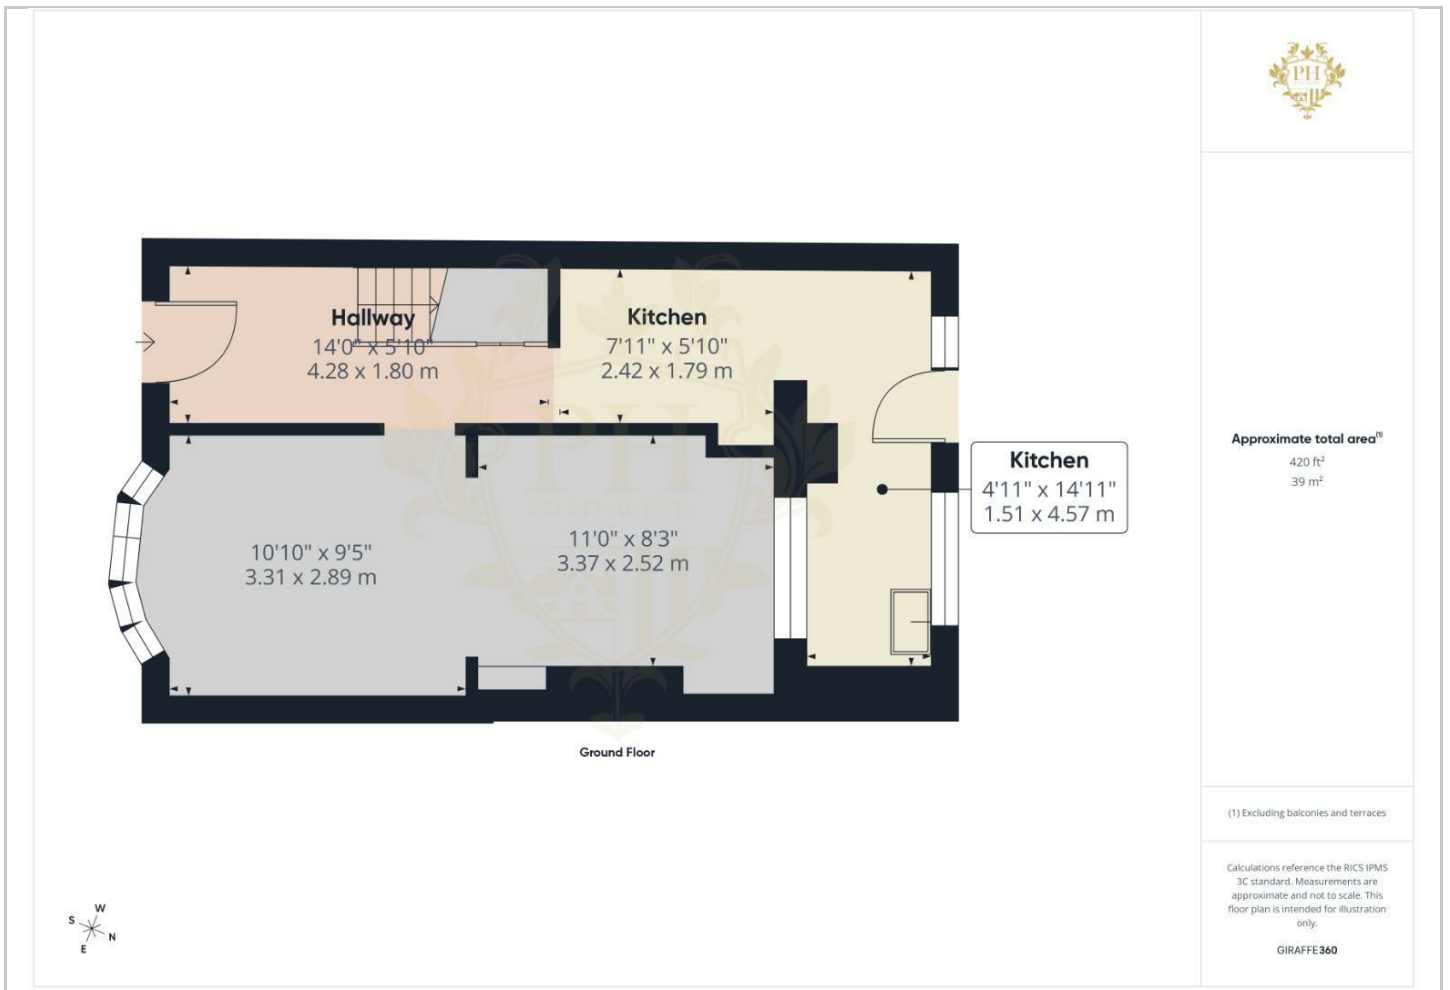 PH
Hallway
14'0" x 5'10"
4.28 x 1.80 m
Kitchen
7'11" x 5'10"
2.42 x 1.79 m
Kitchen
4'11" x 14'11"
1.51 x 4.57 m
10'10" x 9'5"
3.31 x 2.89 m
11'0" x 8'3"
3.37 x 2.52 m
PH
ESTATE AGENTS
Ground Floor
Approximate total area⁽¹⁾
420 ft²
39 m²
(1) Excluding balconies and terraces
Calculations reference the RICS IPMS
3C standard. Measurements are
approximate and not to scale. This
floor plan is intended for illustration
only.
GIRAFFE360
W
S
N
E